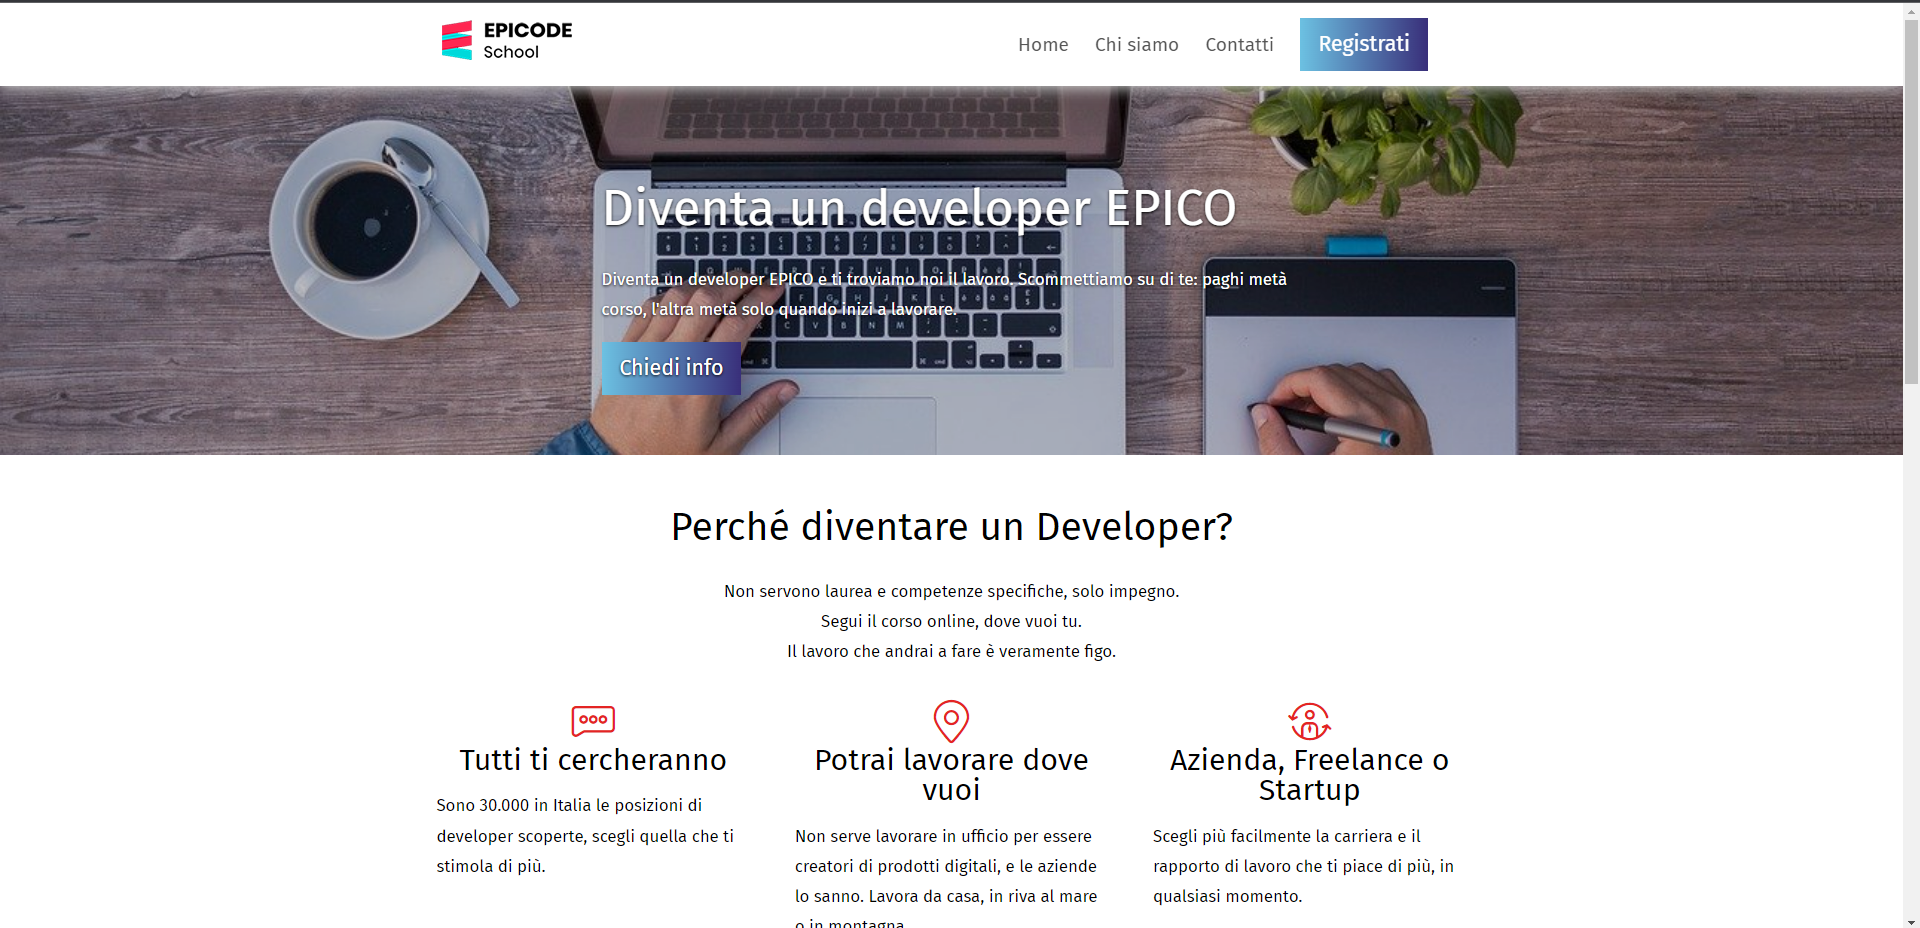 EPICODE
School
Home
Chi siamo
Contatti
Registrati
Diventa un developer EPICO
Diventa un developer EPICO e ti troviamo noi il lavoro. Scommettiamo su di te: paghi metà
corso, l'altra metà solo quando inizi a lavorare.
Chiedi info
Perché diventare un Developer?
Non servono laurea e competenze specifiche, solo impegno.
Segui il corso online, dove vuoi tu.
Il lavoro che andrai a fare è veramente figo.
Tutti ti cercheranno
Sono 30.000 in Italia le posizioni di
developer scoperte, scegli quella che ti
stimola di più.
Potrai lavorare dove
vuoi
Non serve lavorare in ufficio per essere
creatori di prodotti digitali, e le aziende
lo sanno. Lavora da casa, in riva al mare
o in montagna
Azienda, Freelance o
Startup
Scegli più facilmente la carriera e il
rapporto di lavoro che ti piace di più, in
qualsiasi momento.